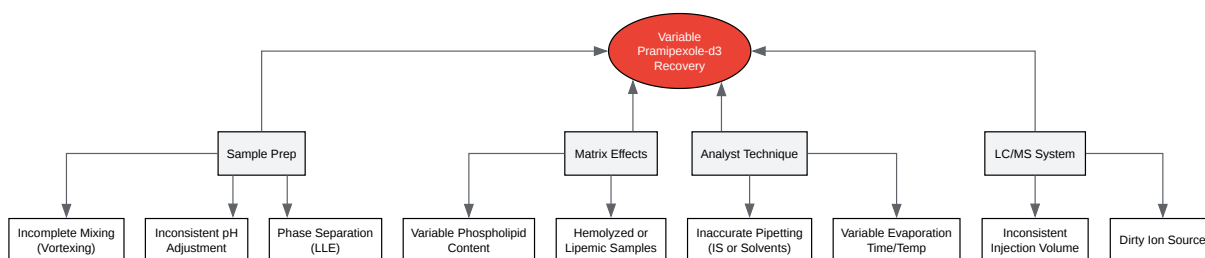 Variable
Pramipexole-d3
Recovery
Sample Prep
Matrix Effects
Analyst Technique
LC/MS System
Incomplete Mixing
(Vortexing)
Inconsistent pH
Adjustment
Phase Separation
(LLE)
Variable Phospholipid
Content
Hemolyzed or
Lipemic Samples
Inaccurate Pipetting
(IS or Solvents)
Variable Evaporation
Time/Temp
Inconsistent
Injection Volume
Dirty Ion Source